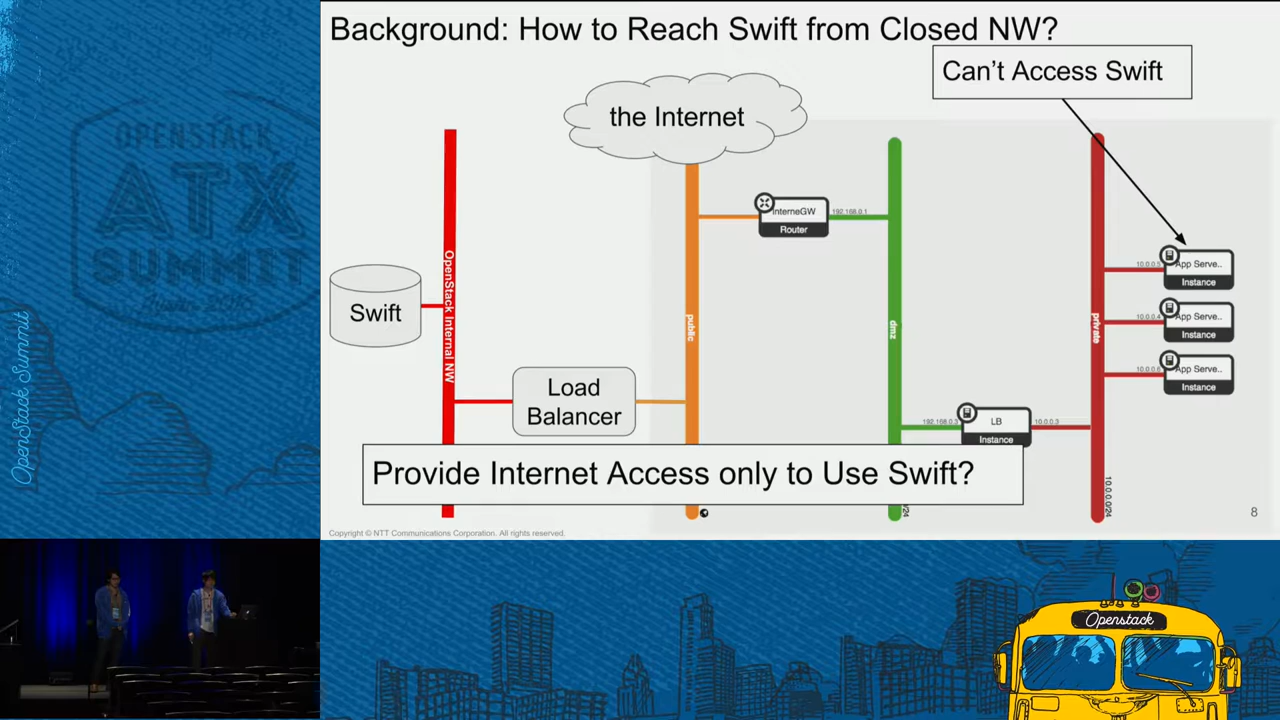 Background: How to Reach Swift from Closed NW?
Can't Access Swift
the Internet
OPENSTACK
ATX
SUMMIT
OpenStack Summit
InterneGW
Router
192.168.0.1
OpenStack Internal NW
Swift
public
dmz
private
10.0.0.5
App Serve..
Instance
10.0.0.4
App Serve..
Instance
10.0.0.6
App Serve..
Instance
Load
Balancer
192.168.0.3
LB
Instance
10.0.0.3
Provide Internet Access only to Use Swift?
/24
10.0.0.0/24
8
Copyright © NTT Communications Corporation. All rights reserved.
Openstack